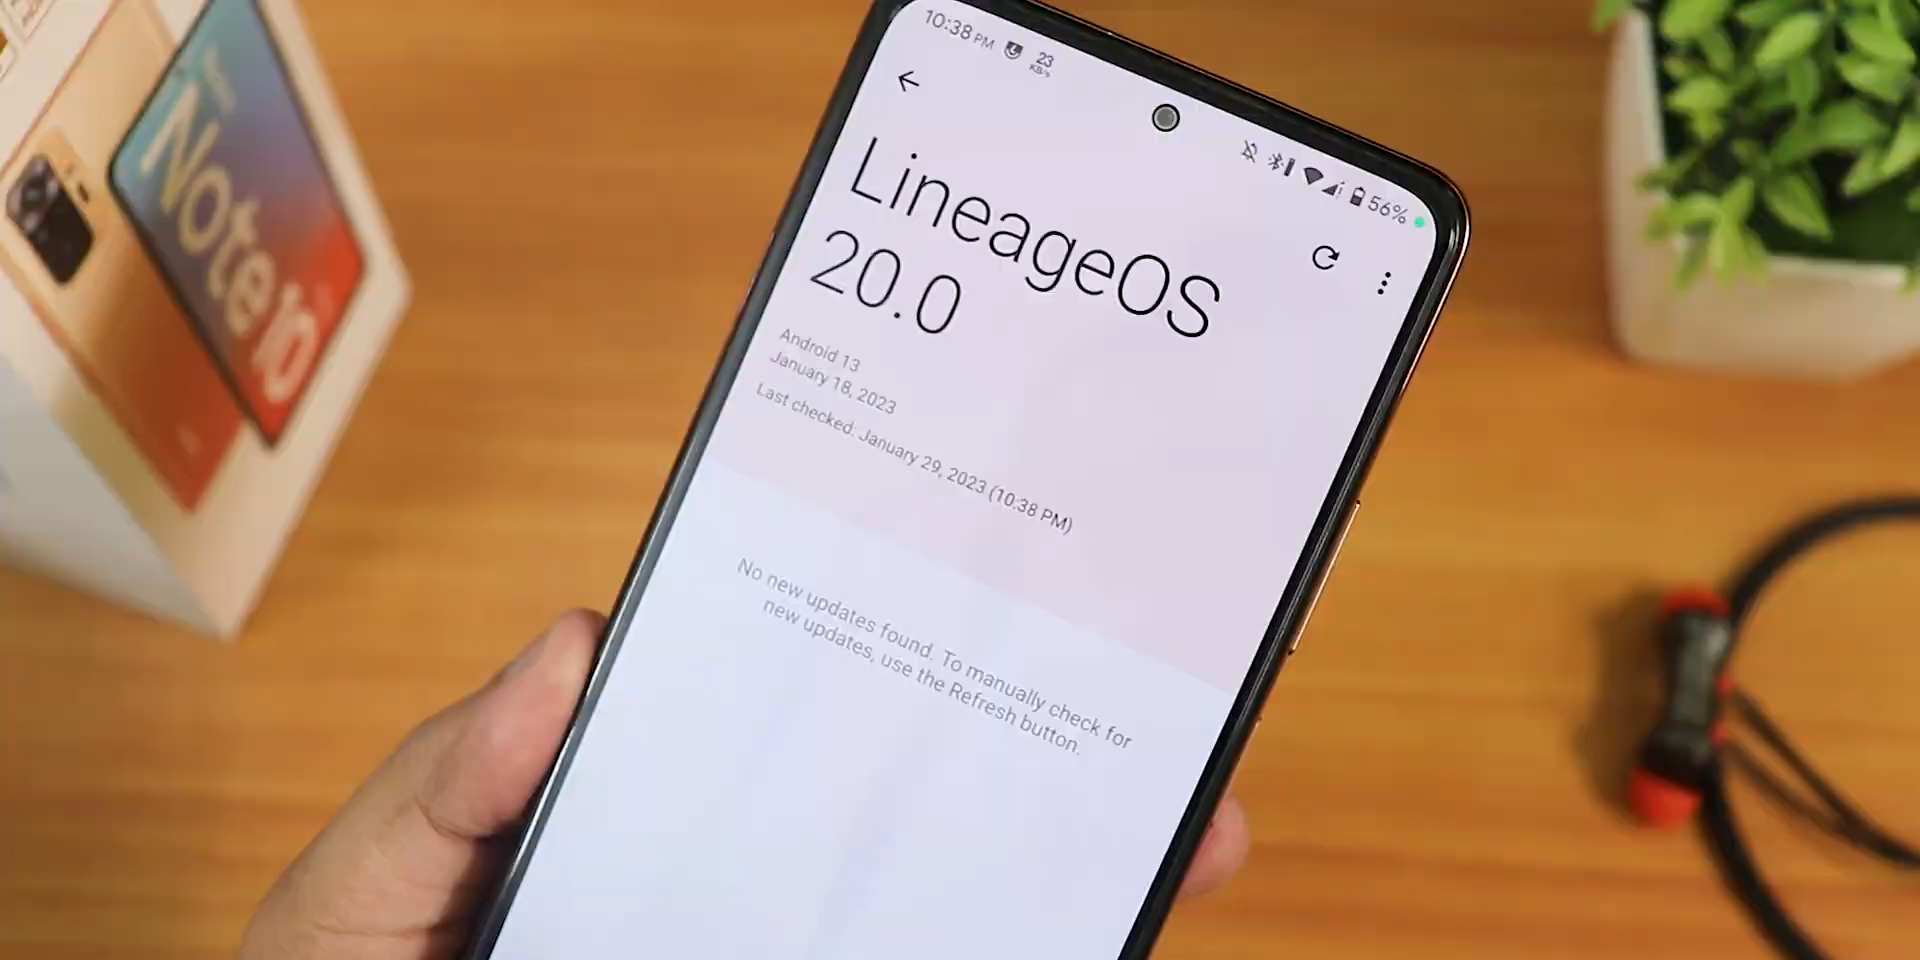 10:38 PM 23 KB/s
56%
LineageOS
20.0
Android 13
January 18, 2023
Last checked: January 29, 2023 (10:38 PM)
No new updates found. To manually check for
new updates, use the Refresh button.
Note 10